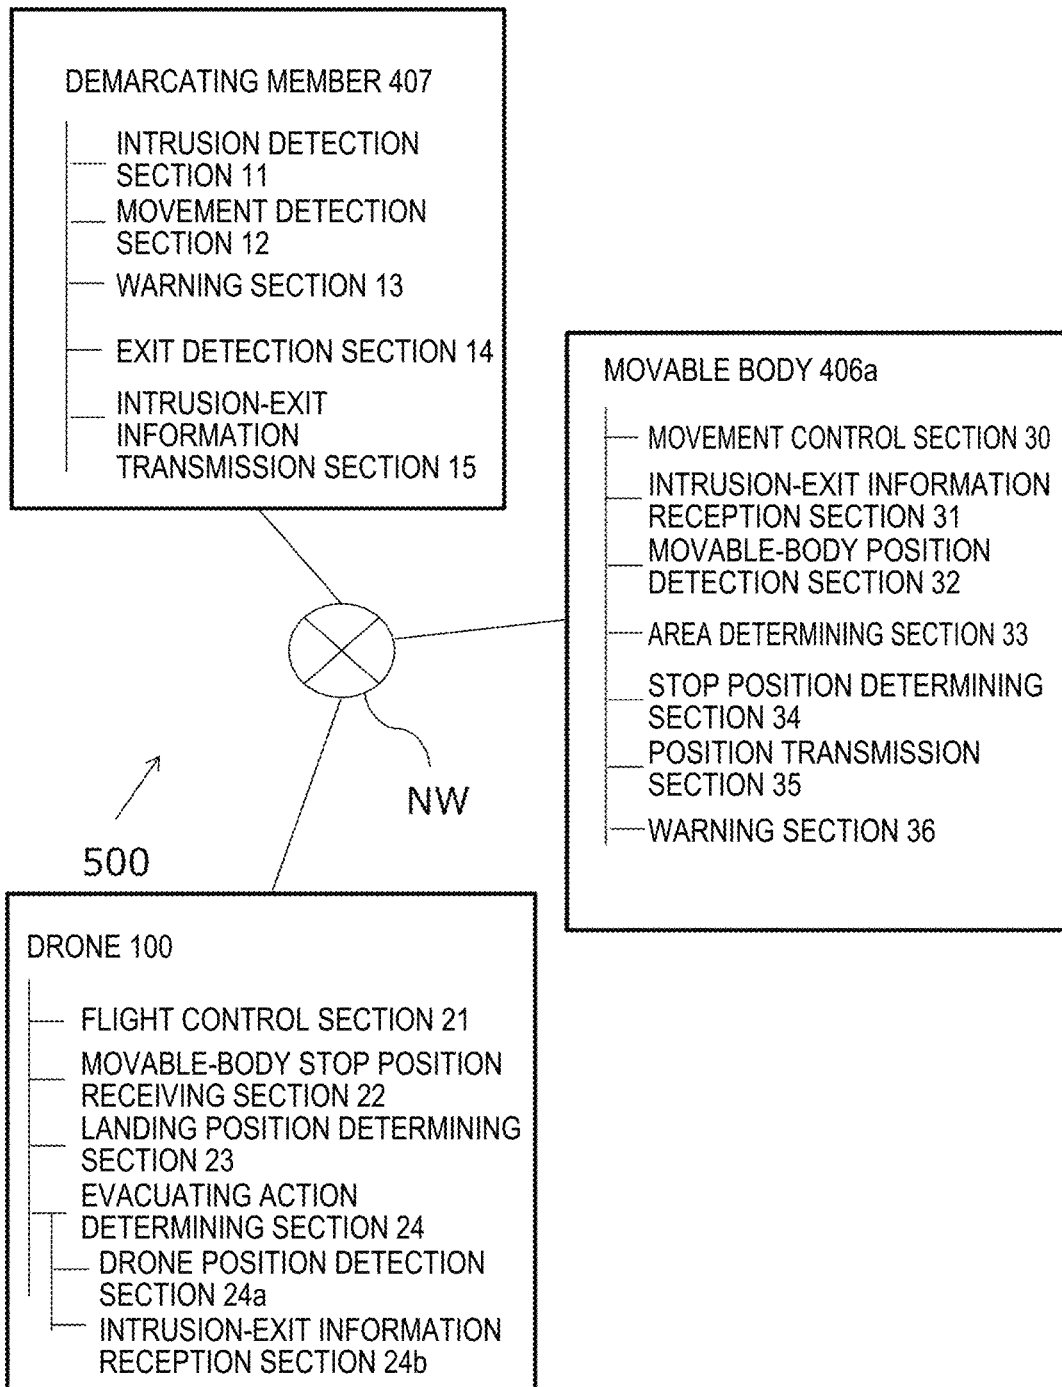 DEMARCATING MEMBER 407
INTRUSION DETECTION
SECTION 11
MOVEMENT DETECTION
SECTION 12
WARNING SECTION 13
EXIT DETECTION SECTION 14
INTRUSION-EXIT
INFORMATION
TRANSMISSION SECTION 15
MOVABLE BODY 406a
MOVEMENT CONTROL SECTION 30
INTRUSION-EXIT INFORMATION
RECEPTION SECTION 31
MOVABLE-BODY POSITION
DETECTION SECTION 32
AREA DETERMINING SECTION 33
STOP POSITION DETERMINING
SECTION 34
POSITION TRANSMISSION
SECTION 35
WARNING SECTION 36
NW
500
DRONE 100
FLIGHT CONTROL SECTION 21
MOVABLE-BODY STOP POSITION
RECEIVING SECTION 22
LANDING POSITION DETERMINING
SECTION 23
EVACUATING ACTION
DETERMINING SECTION 24
DRONE POSITION DETECTION
SECTION 24a
INTRUSION-EXIT INFORMATION
RECEPTION SECTION 24b